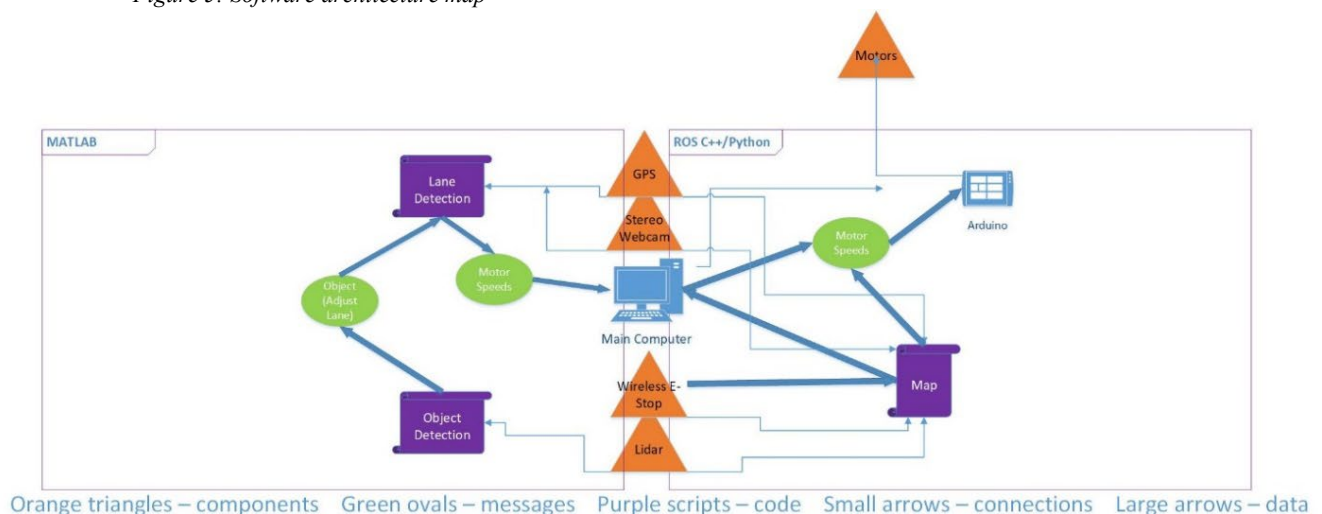 Figure 5: Software architecture map
Motors
MATLAB
ROS C++/Python
Lane
Detection
GPS
Stereo
Webcam
Motor
Speeds
Arduino
Motor
Speeds
Object
(Adjust
Lane)
Main Computer
Wireless E-
Stop
Map
Object
Detection
Lidar
Orange triangles – components Green ovals – messages Purple scripts – code Small arrows – connections Large arrows – data